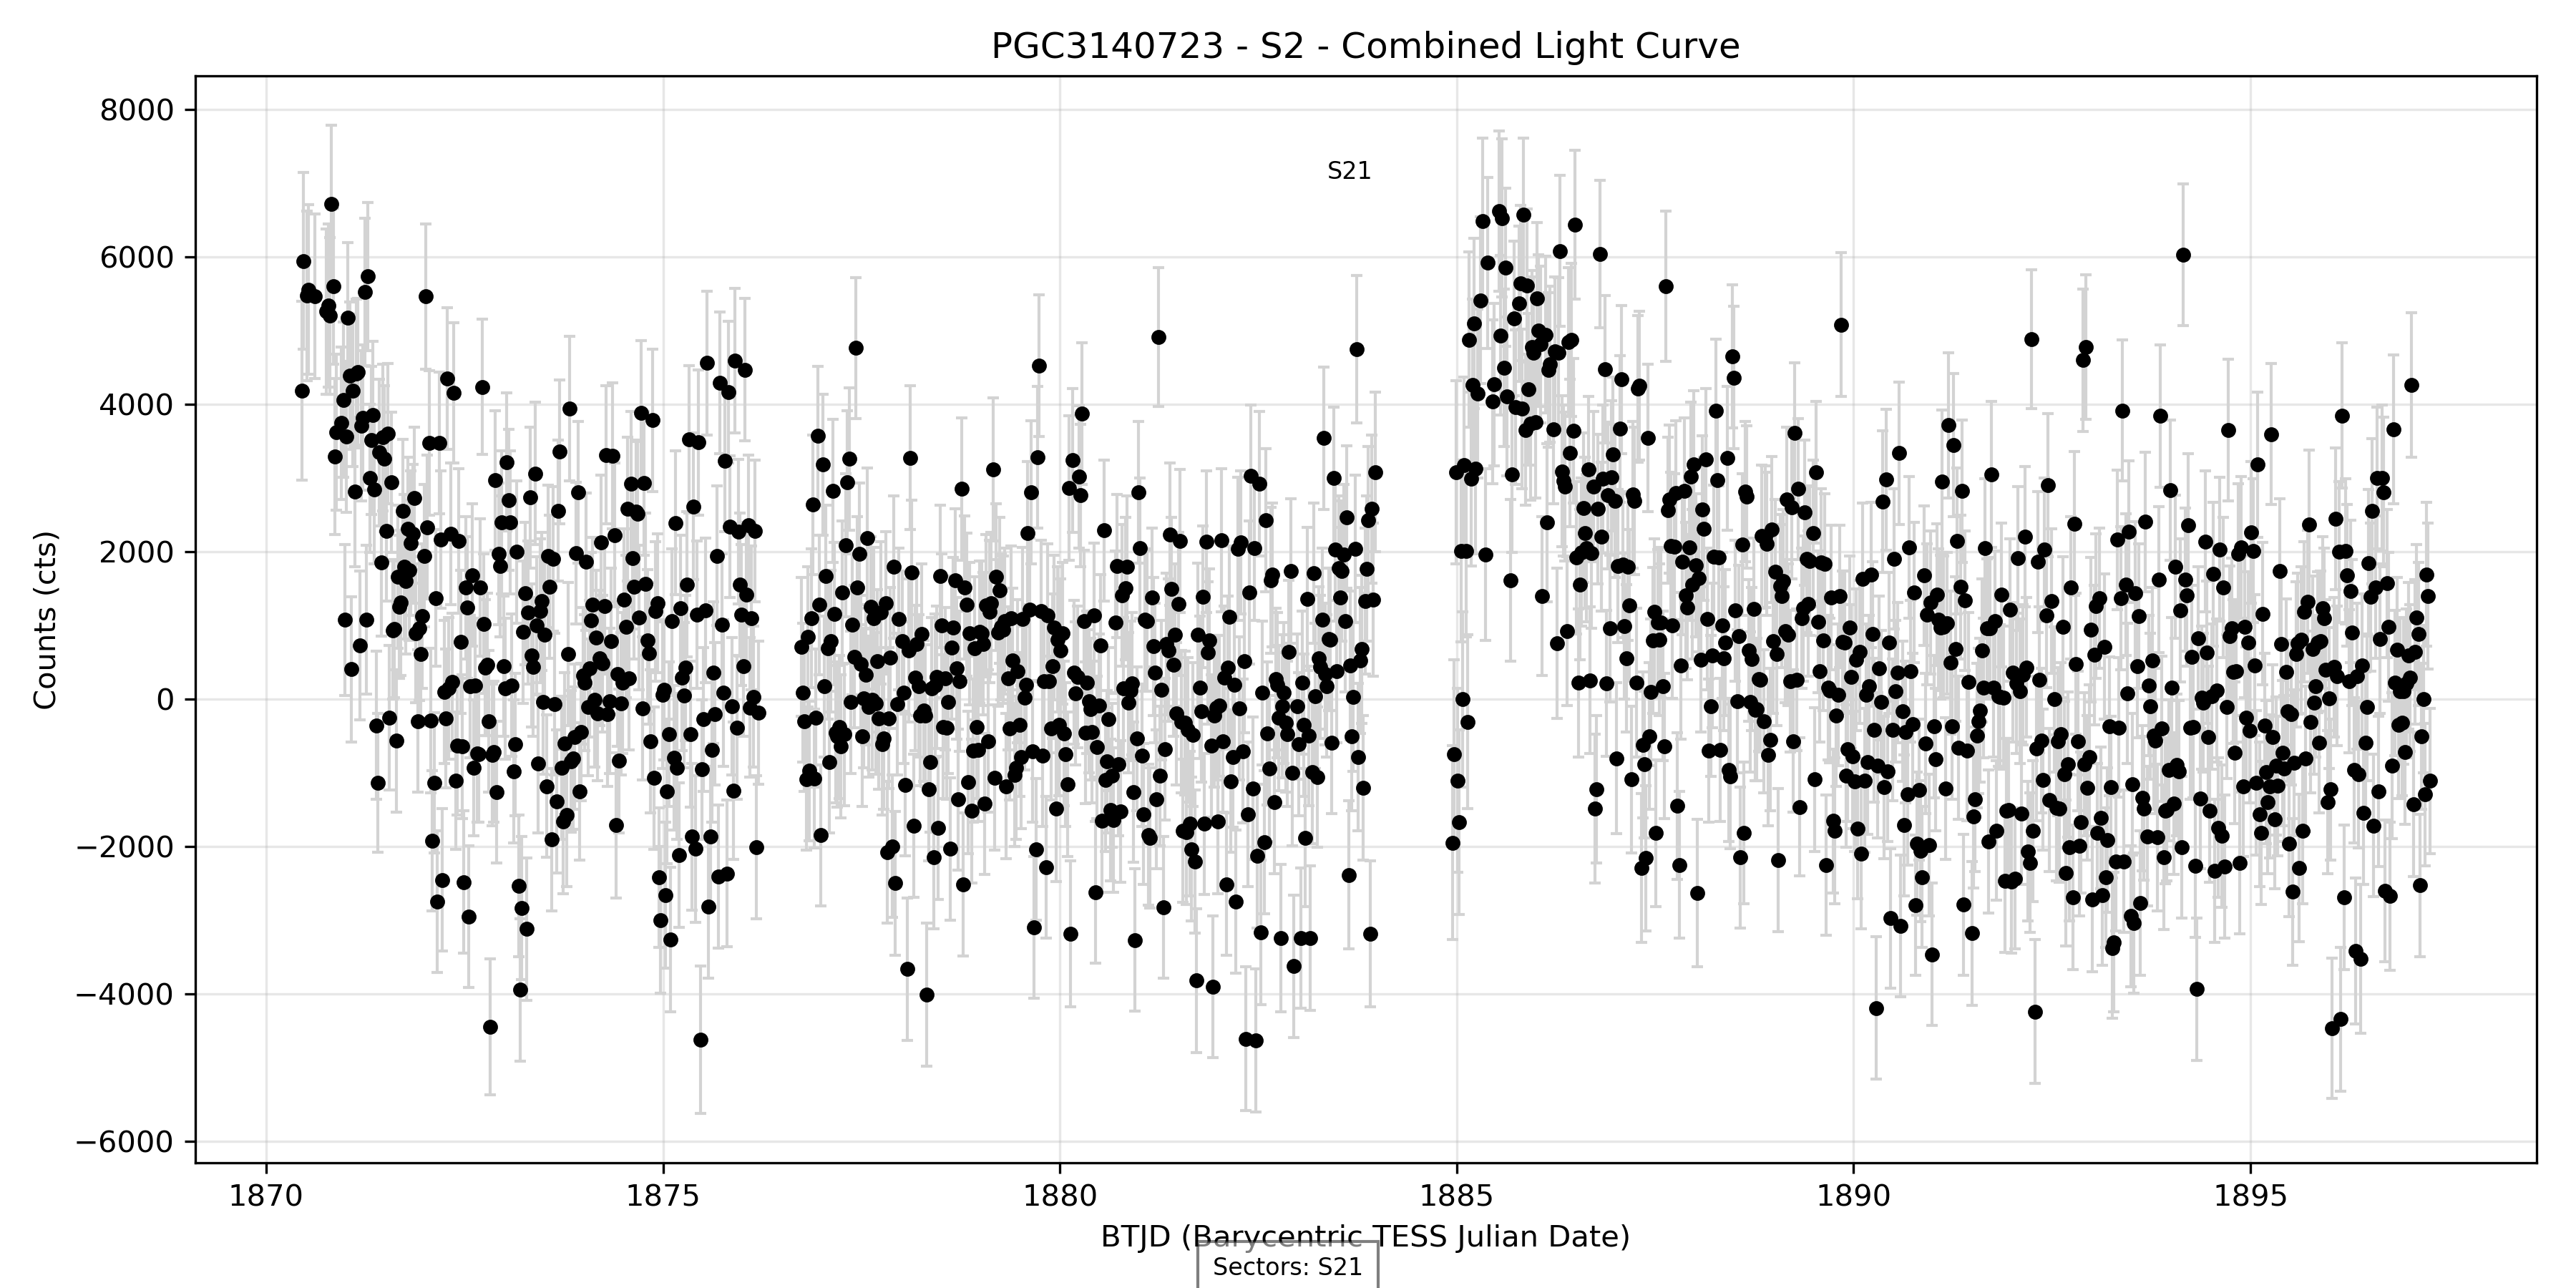 PGC3140723 - S2 - Combined Light Curve
8000
6000
4000
2000
0
−2000
−4000
−6000
Counts (cts)
S21
1870
1875
1880
1885
1890
1895
BTJD (Barycentric TESS Julian Date)
Sectors: S21